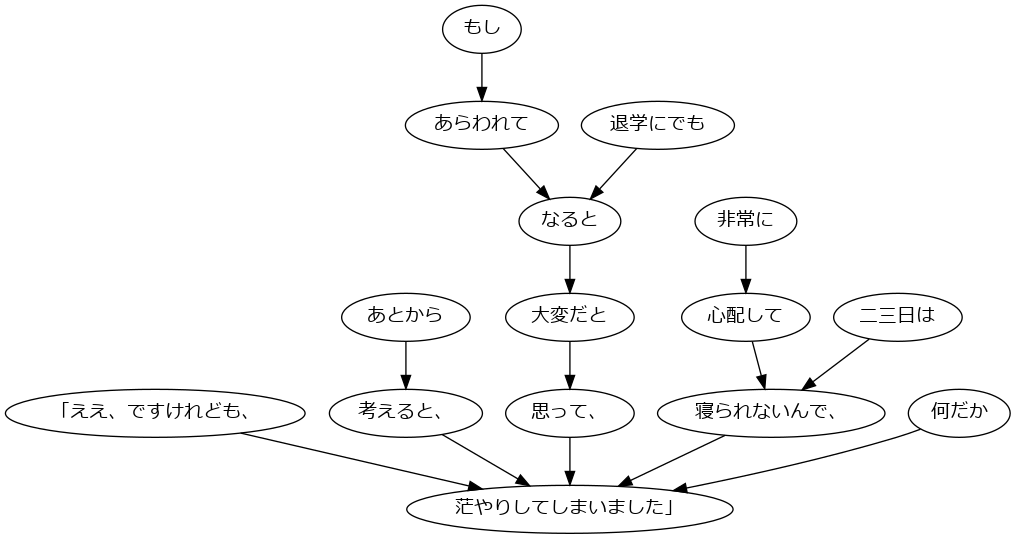 もし
あらわれて
退学にでも
なると
非常に
あとから
大変だと
心配して
二三日は
「ええ、ですけれども、
考えると、
思って、
寝られないんで、
何だか
茫やりしてしまいました」